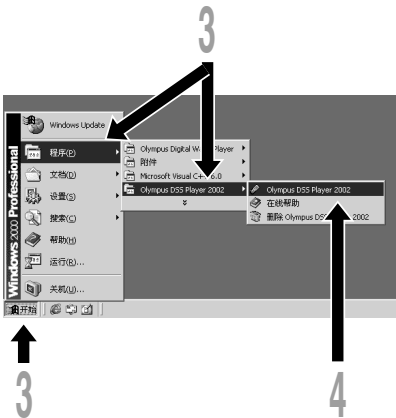 3
Windows Update
程序(P)
文档(D)
设置(S)
搜索(C)
帮助(H)
运行(R)...
关机(U)...
Windows 2000 Professional
开始
Olympus Digital Player
附件
Microsoft Visual C++ 6.0
Olympus DSS Player 2002
Olympus DSS Player 2002
在线帮助
删除 Olympus DSS 2002
3
4